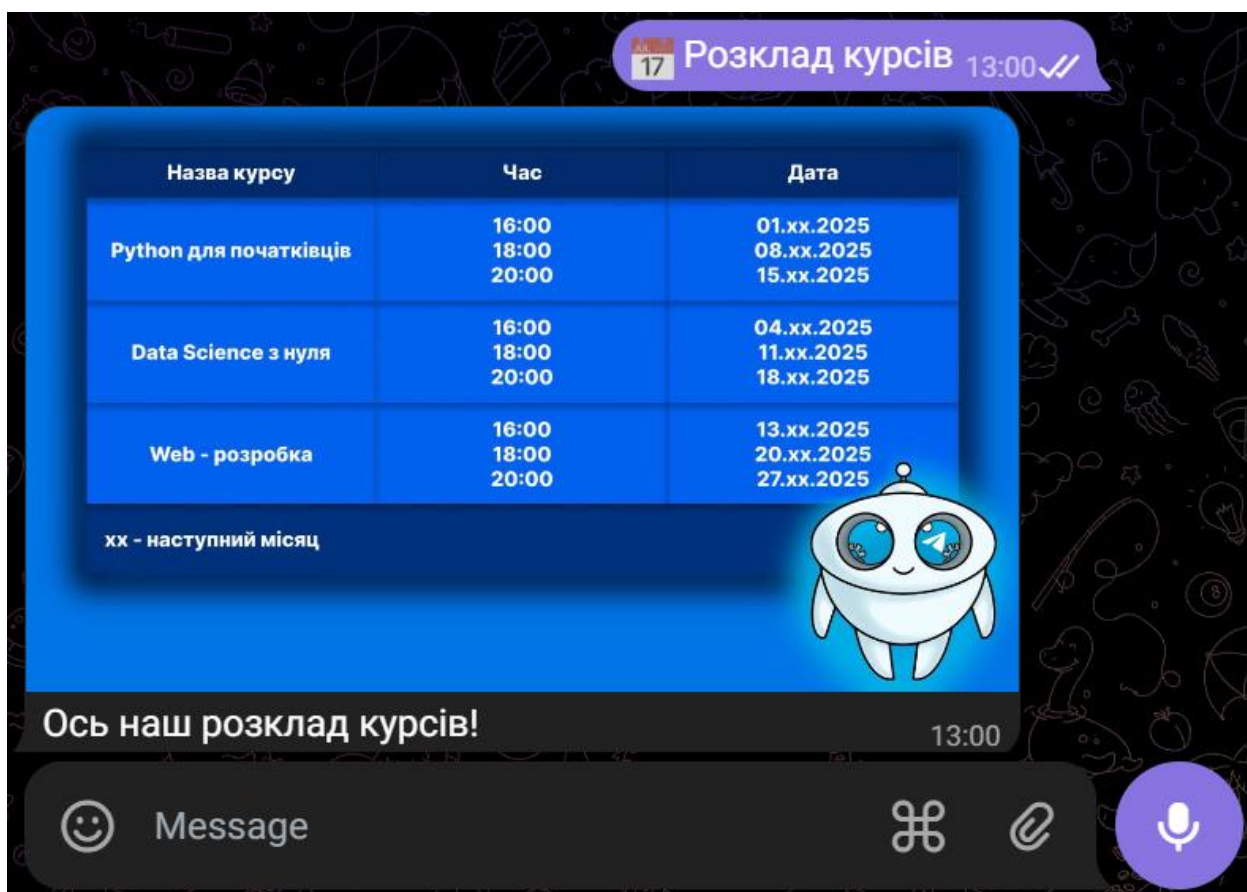 Розклад курсів 13:00
JUL
17
Назва курсу Час Дата
Python для початківців
16:00 01.xx.2025
18:00 08.xx.2025
20:00 15.xx.2025
Data Science з нуля
16:00 04.xx.2025
18:00 11.xx.2025
20:00 18.xx.2025
Web - розробка
16:00 13.xx.2025
18:00 20.xx.2025
20:00 27.xx.2025
xx - наступний місяц
Ось наш розклад курсів! 13:00
Message